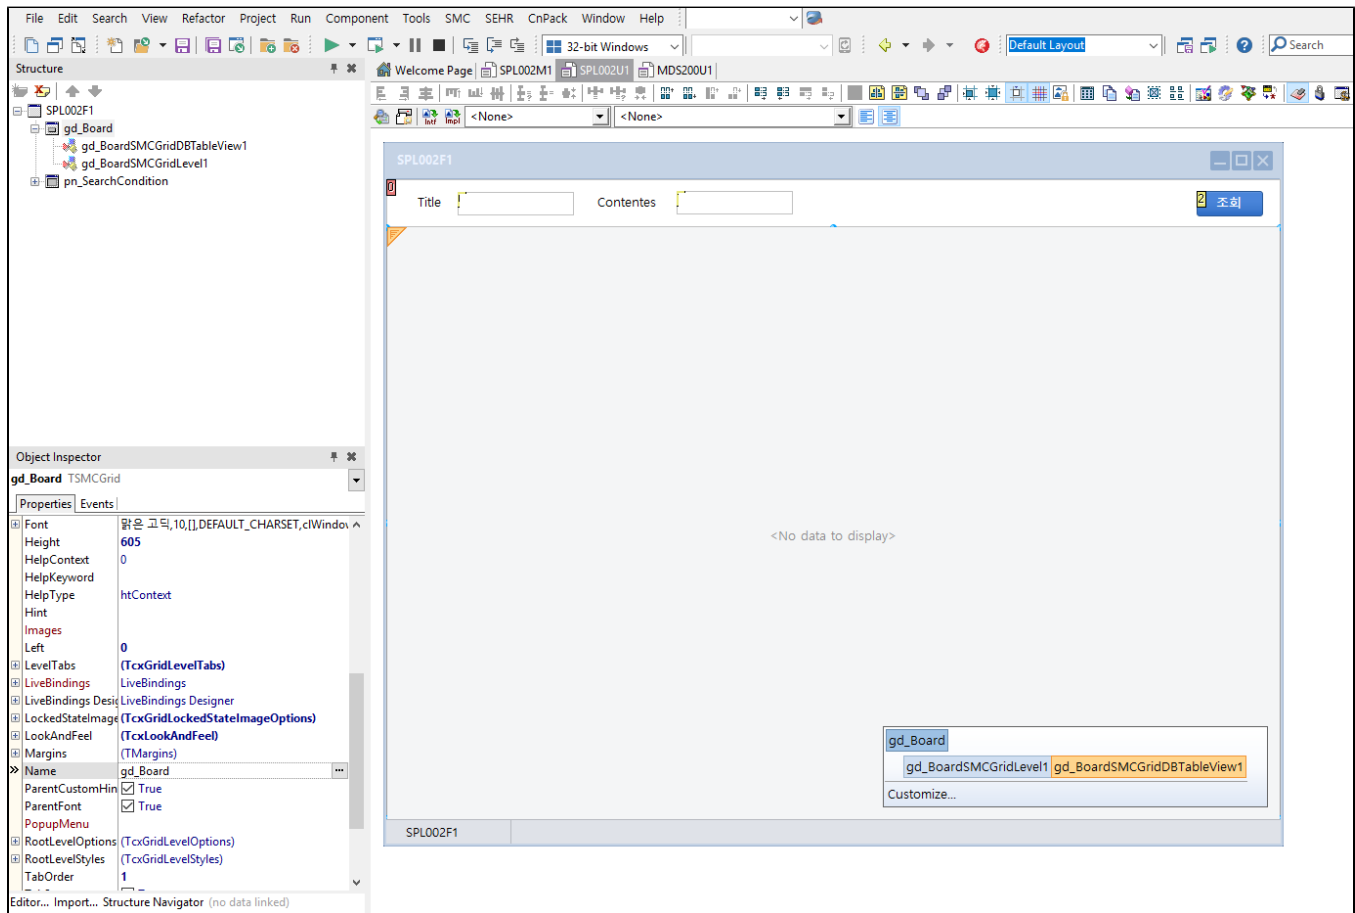 File Edit Search View Refactor Project Run Component Tools SMC SEHR CnPack Window Help
32-bit Windows Default Layout Search
Structure
Welcome Page SPL002M1 SPL002U1 MDS200U1
<None> <None>
SPL002F1
gd_Board
gd_BoardSMCGridDBTableView1
gd_BoardSMCGridLevel1
pn_SearchCondition
SPL002F1
0
Title Contentes 2 조회
<No data to display>
gd_Board
gd_BoardSMCGridLevel1 gd_BoardSMCGridDBTableView1
Customize...
SPL002F1
Object Inspector
gd_Board TSMCGrid
Properties Events
Font 맑은 고딕,10,[],DEFAULT_CHARSET,clWindov
Height 605
HelpContext 0
HelpKeyword
HelpType htContext
Hint
Images
Left 0
LevelTabs (TcxGridLevelTabs)
LiveBindings LiveBindings
LiveBindings Desig LiveBindings Designer
LockedStateImage (TcxGridLockedStateImageOptions)
LookAndFeel (TcxLookAndFeel)
Margins (TMargins)
Name gd_Board ...
ParentCustomHin True
ParentFont True
PopupMenu
RootLevelOptions (TcxGridLevelOptions)
RootLevelStyles (TcxGridLevelStyles)
TabOrder 1
Editor... Import... Structure Navigator (no data linked)